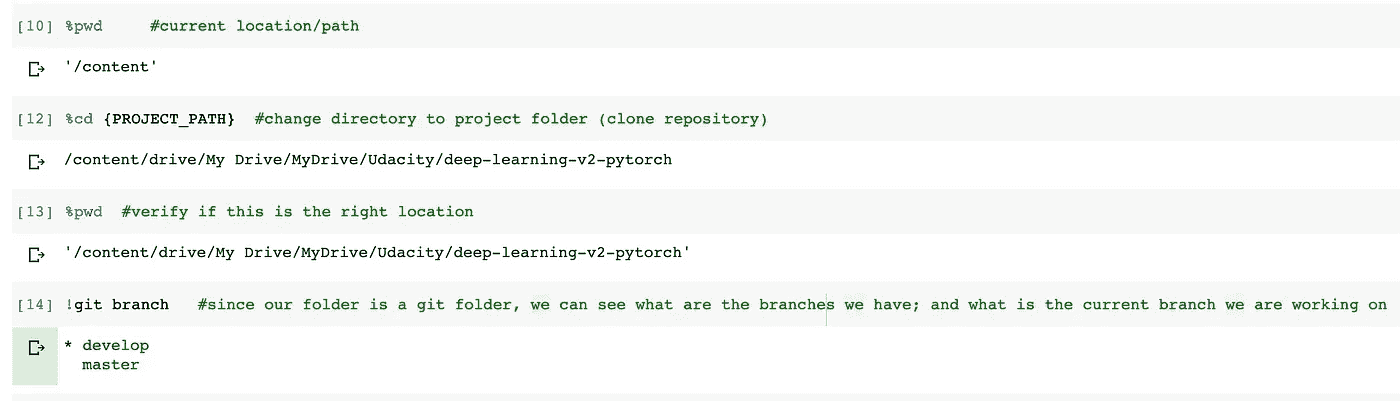 [10] %pwd #current location/path
'/content'
[12] %cd {PROJECT_PATH} #change directory to project folder (clone repository)
/content/drive/My Drive/MyDrive/Udacity/deep-learning-v2-pytorch
[13] %pwd #verify if this is the right location
'/content/drive/My Drive/MyDrive/Udacity/deep-learning-v2-pytorch'
[14] !git branch #since our folder is a git folder, we can see what are the branches we have; and what is the current branch we are working on
* develop
master